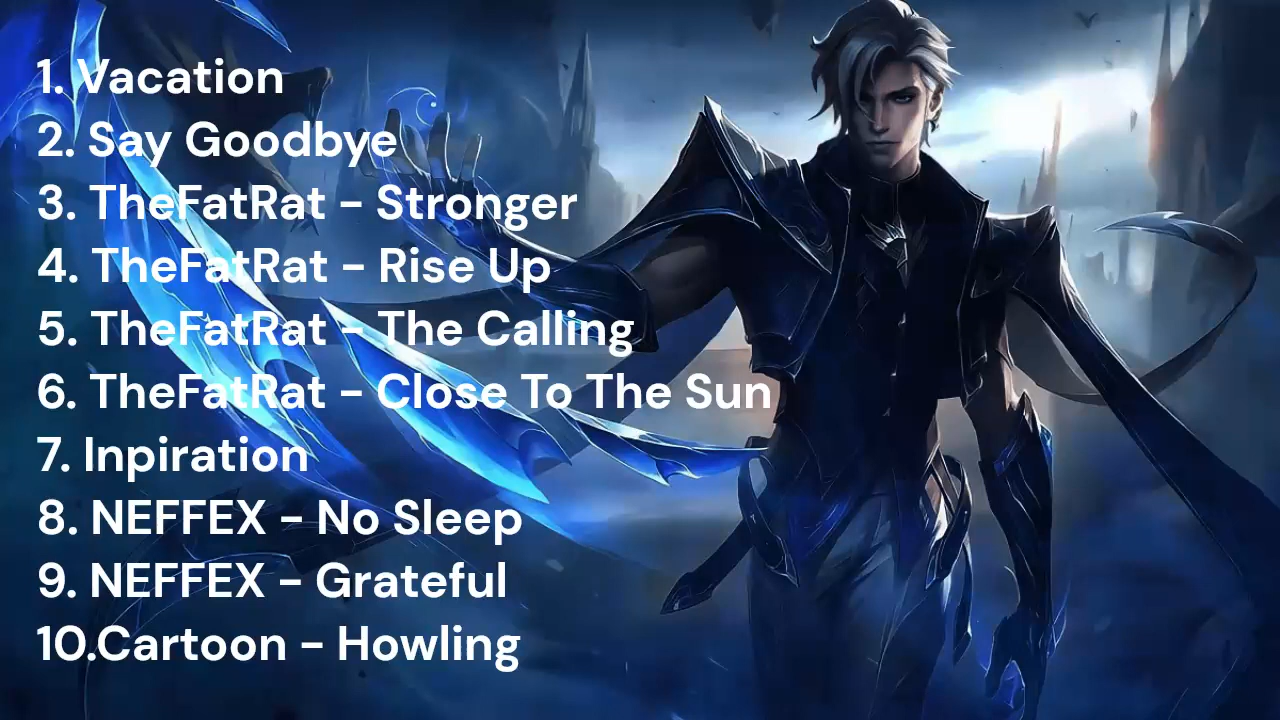 1. Vacation
2. Say Goodbye
3. TheFatRat - Stronger
4. TheFatRat - Rise Up
5. TheFatRat - The Calling
6. TheFatRat - Close To The Sun
7. Inpiration
8. NEFFEX - No Sleep
9. NEFFEX - Grateful
10.Cartoon - Howling